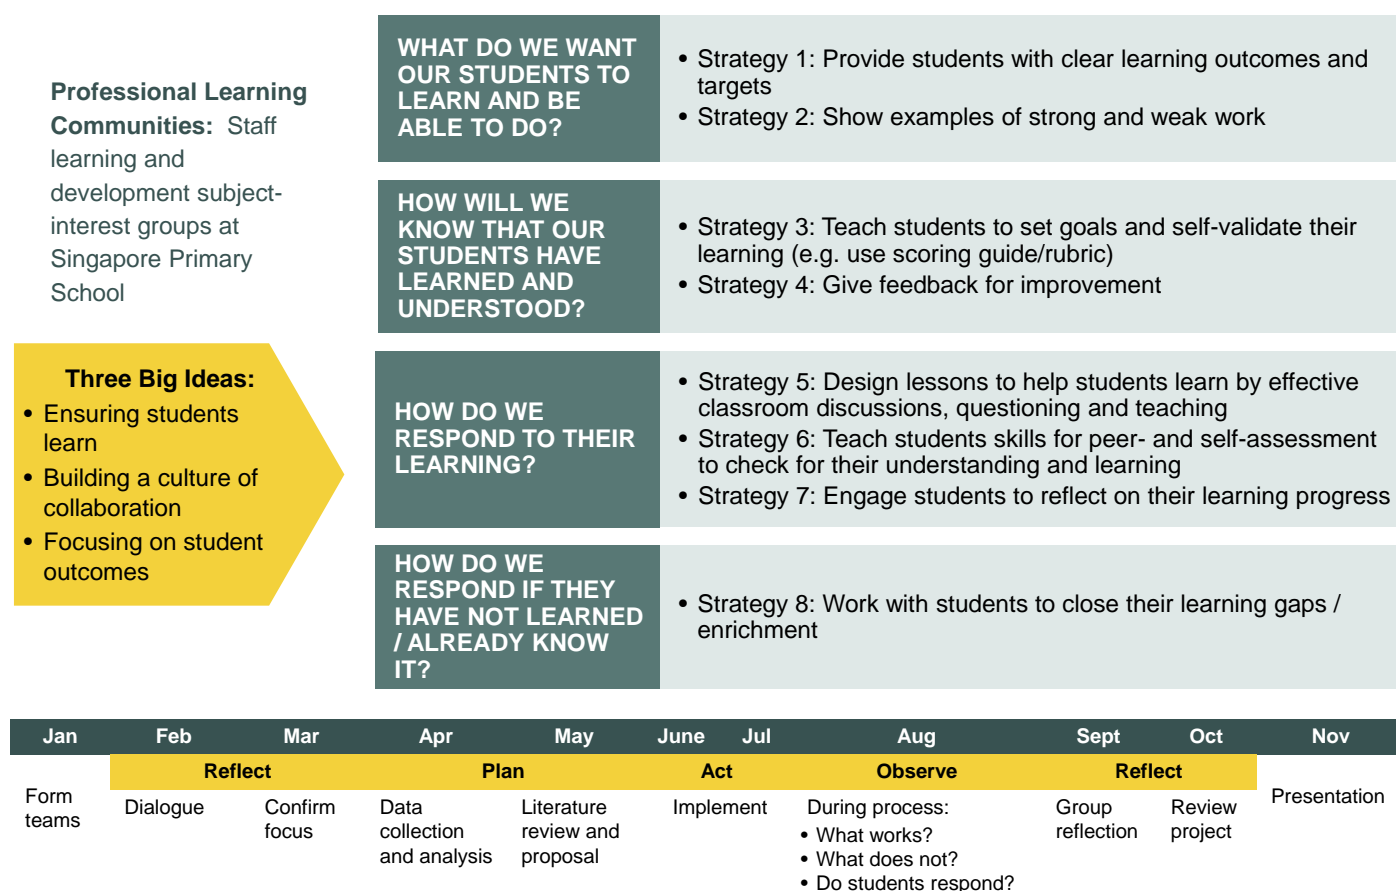 Professional Learning
Communities:  Staff
learning and
development subject-
interest groups at
Singapore Primary
School
Three Big Ideas:
• Ensuring students
learn
• Building a culture of
collaboration
• Focusing on student
outcomes
WHAT DO WE WANT
OUR STUDENTS TO
LEARN AND BE
ABLE TO DO?
• Strategy 1: Provide students with clear learning outcomes and
targets
• Strategy 2: Show examples of strong and weak work
HOW WILL WE
KNOW THAT OUR
STUDENTS HAVE
LEARNED AND
UNDERSTOOD?
• Strategy 3: Teach students to set goals and self-validate their
learning (e.g. use scoring guide/rubric)
• Strategy 4: Give feedback for improvement
HOW DO WE
RESPOND TO THEIR
LEARNING?
• Strategy 5: Design lessons to help students learn by effective
classroom discussions, questioning and teaching
• Strategy 6: Teach students skills for peer- and self-assessment
to check for their understanding and learning
• Strategy 7: Engage students to reflect on their learning progress
HOW DO WE
RESPOND IF THEY
HAVE NOT LEARNED
/ ALREADY KNOW
IT?
• Strategy 8: Work with students to close their learning gaps /
enrichment
Jan Feb Mar Apr May June Jul Aug Sept Oct Nov
Reflect Plan Act Observe Reflect
Form
teams
Dialogue
Confirm
focus
Data
collection
and analysis
Literature
review and
proposal
Implement
During process:
• What works?
• What does not?
• Do students respond?
Group
reflection
Review
project
Presentation